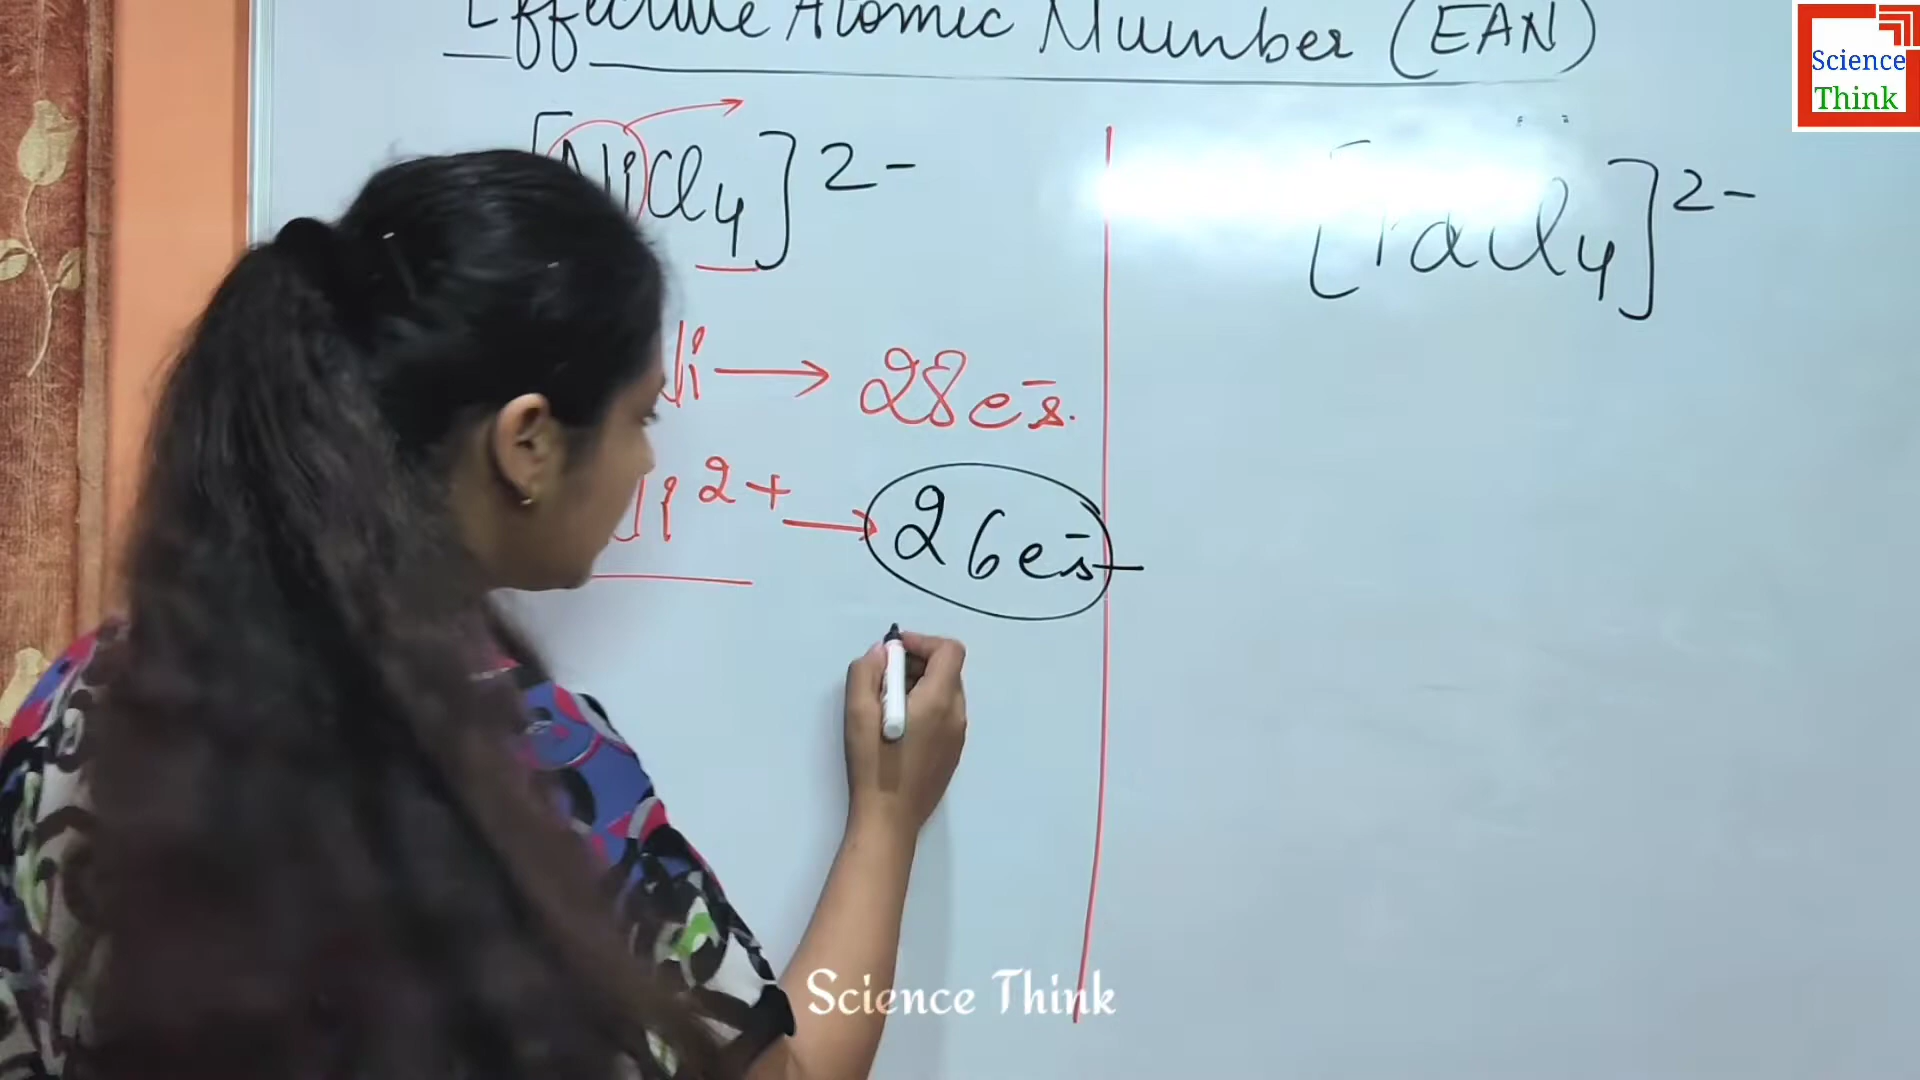 Effective Atomic Number (EAN)
[NiCl4]2-
Ni → 28 e-s.
Ni2+ → 26 e-s
[PdCl4]2-
Science
Think
Science Think